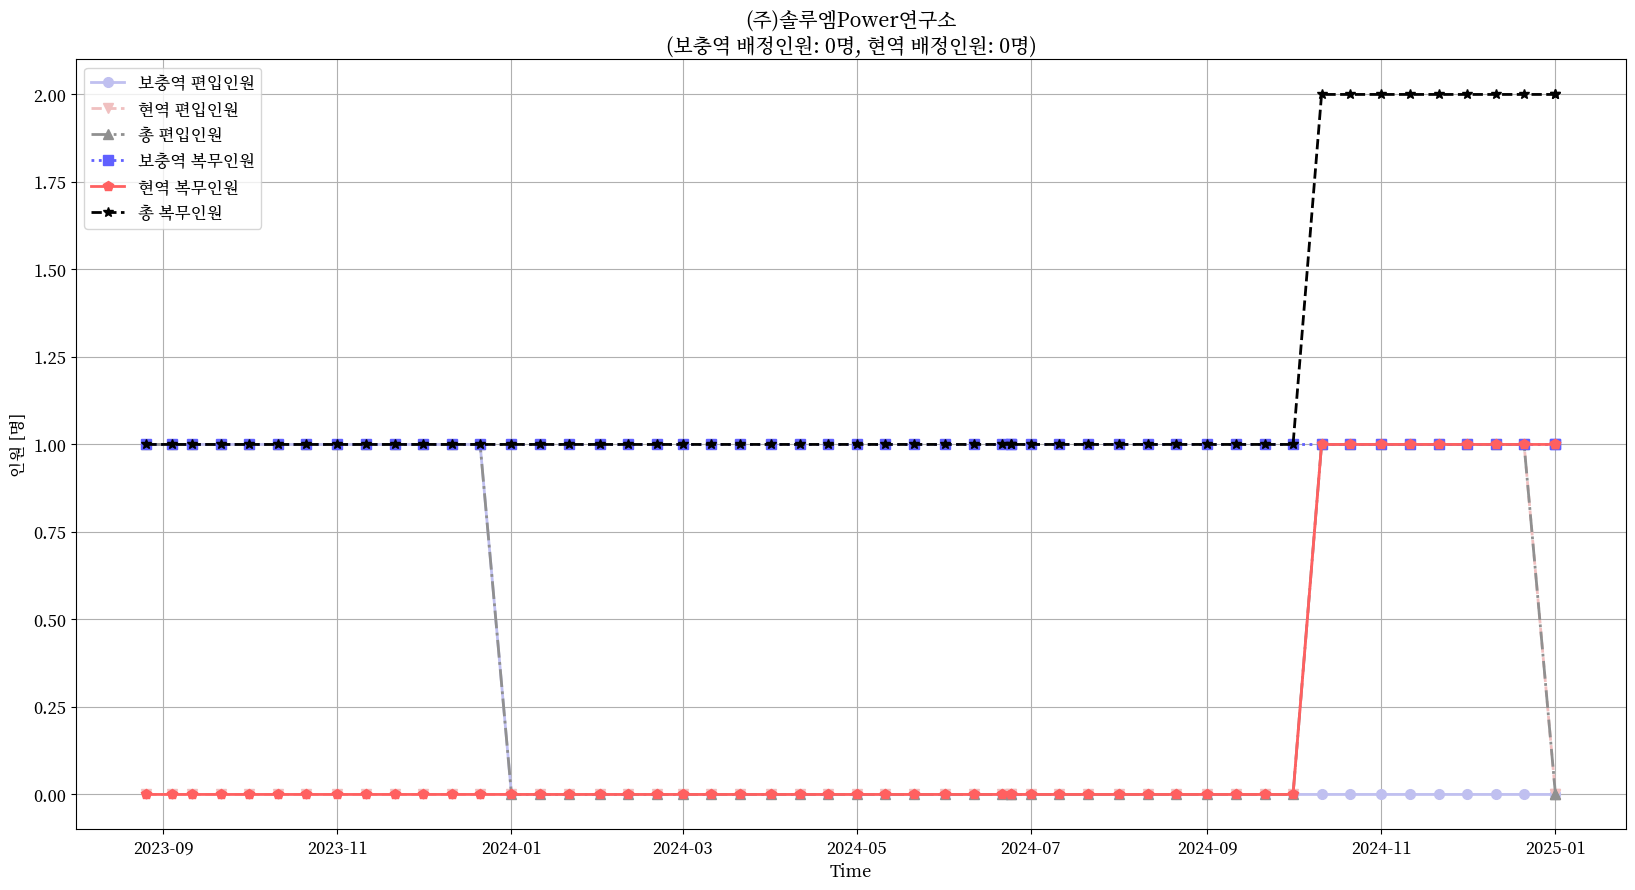 (주)솔루엠Power연구소
(보충역 배정인원: 0명, 현역 배정인원: 0명)
보충역 편입인원
현역 편입인원
총 편입인원
보충역 복무인원
현역 복무인원
총 복무인원
2.00
1.75
1.50
1.25
1.00
0.75
0.50
0.25
0.00
인원 [명]
2023-09
2023-11
2024-01
2024-03
2024-05
2024-07
2024-09
2024-11
2025-01
Time